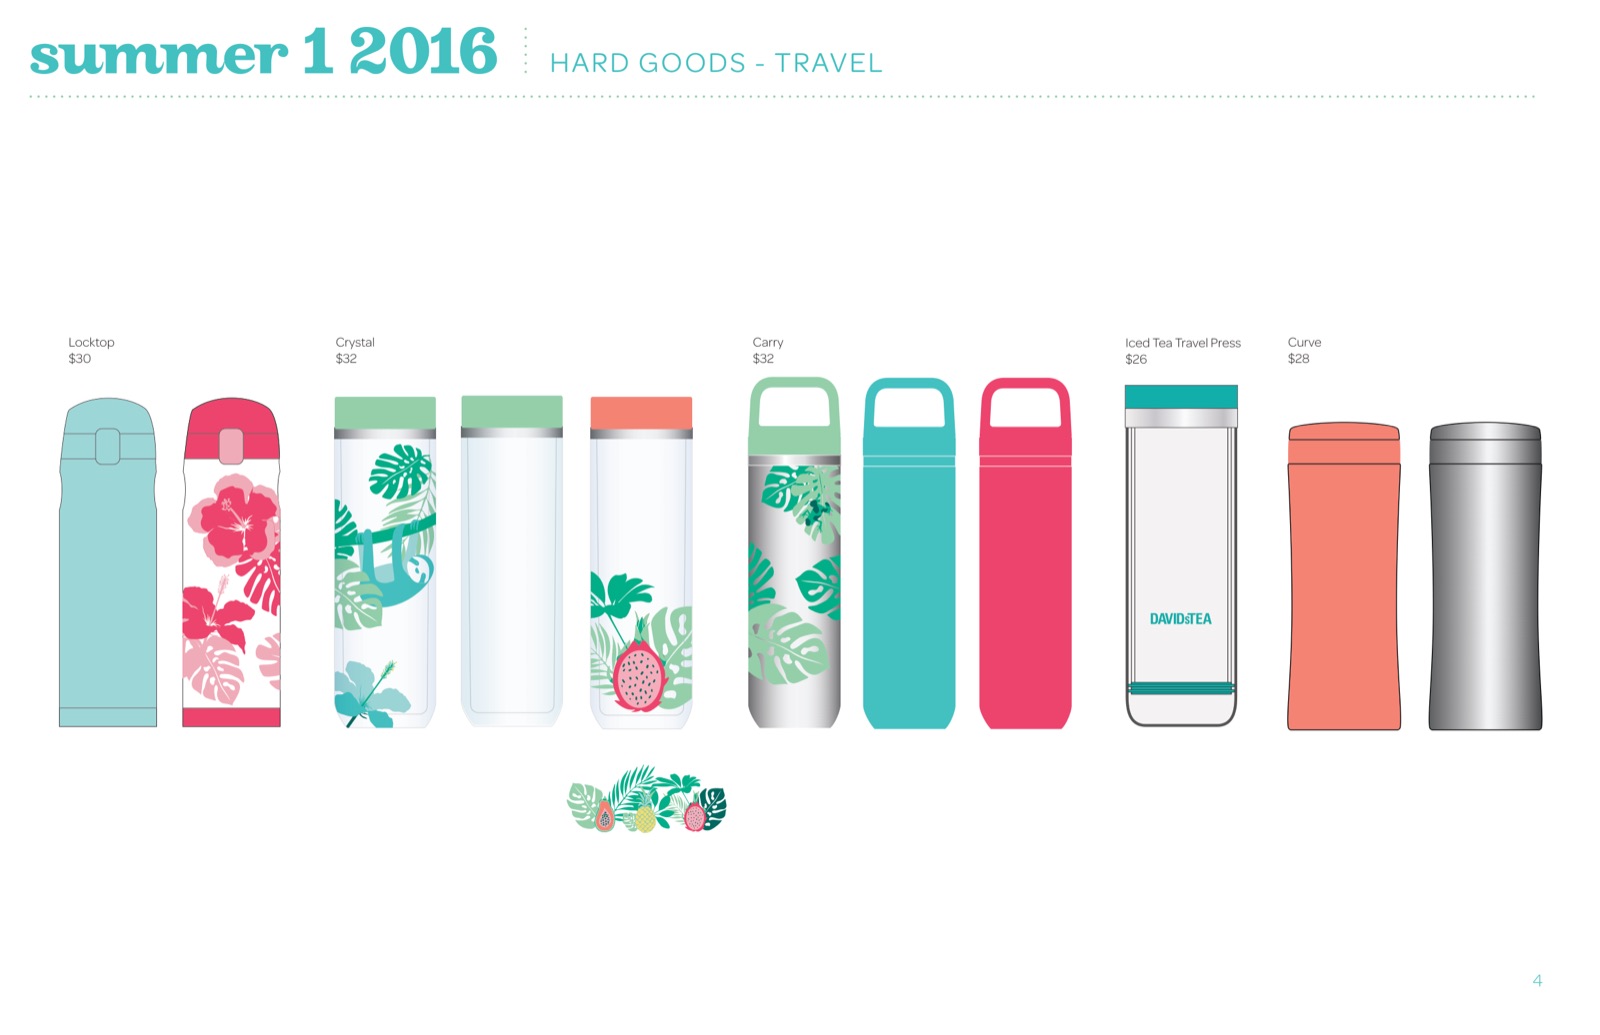 summer 1 2016
HARD GOODS - TRAVEL
Locktop
$30
Crystal
$32
Carry
$32
Iced Tea Travel Press
$26
Curve
$28
DAVIDsTEA
4